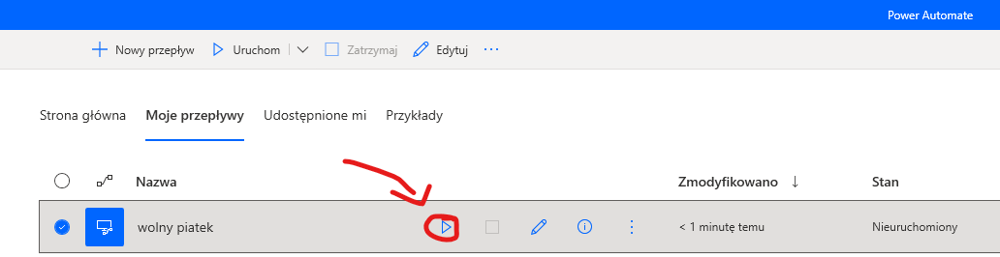 Power Automate
Nowy przepływ Uruchom Zatrzymaj Edytuj
Strona główna Moje przepływy Udostępnione mi Przykłady
Nazwa Zmodyfikowano ↓ Stan
wolny piatek < 1 minutę temu Nieuruchomiony